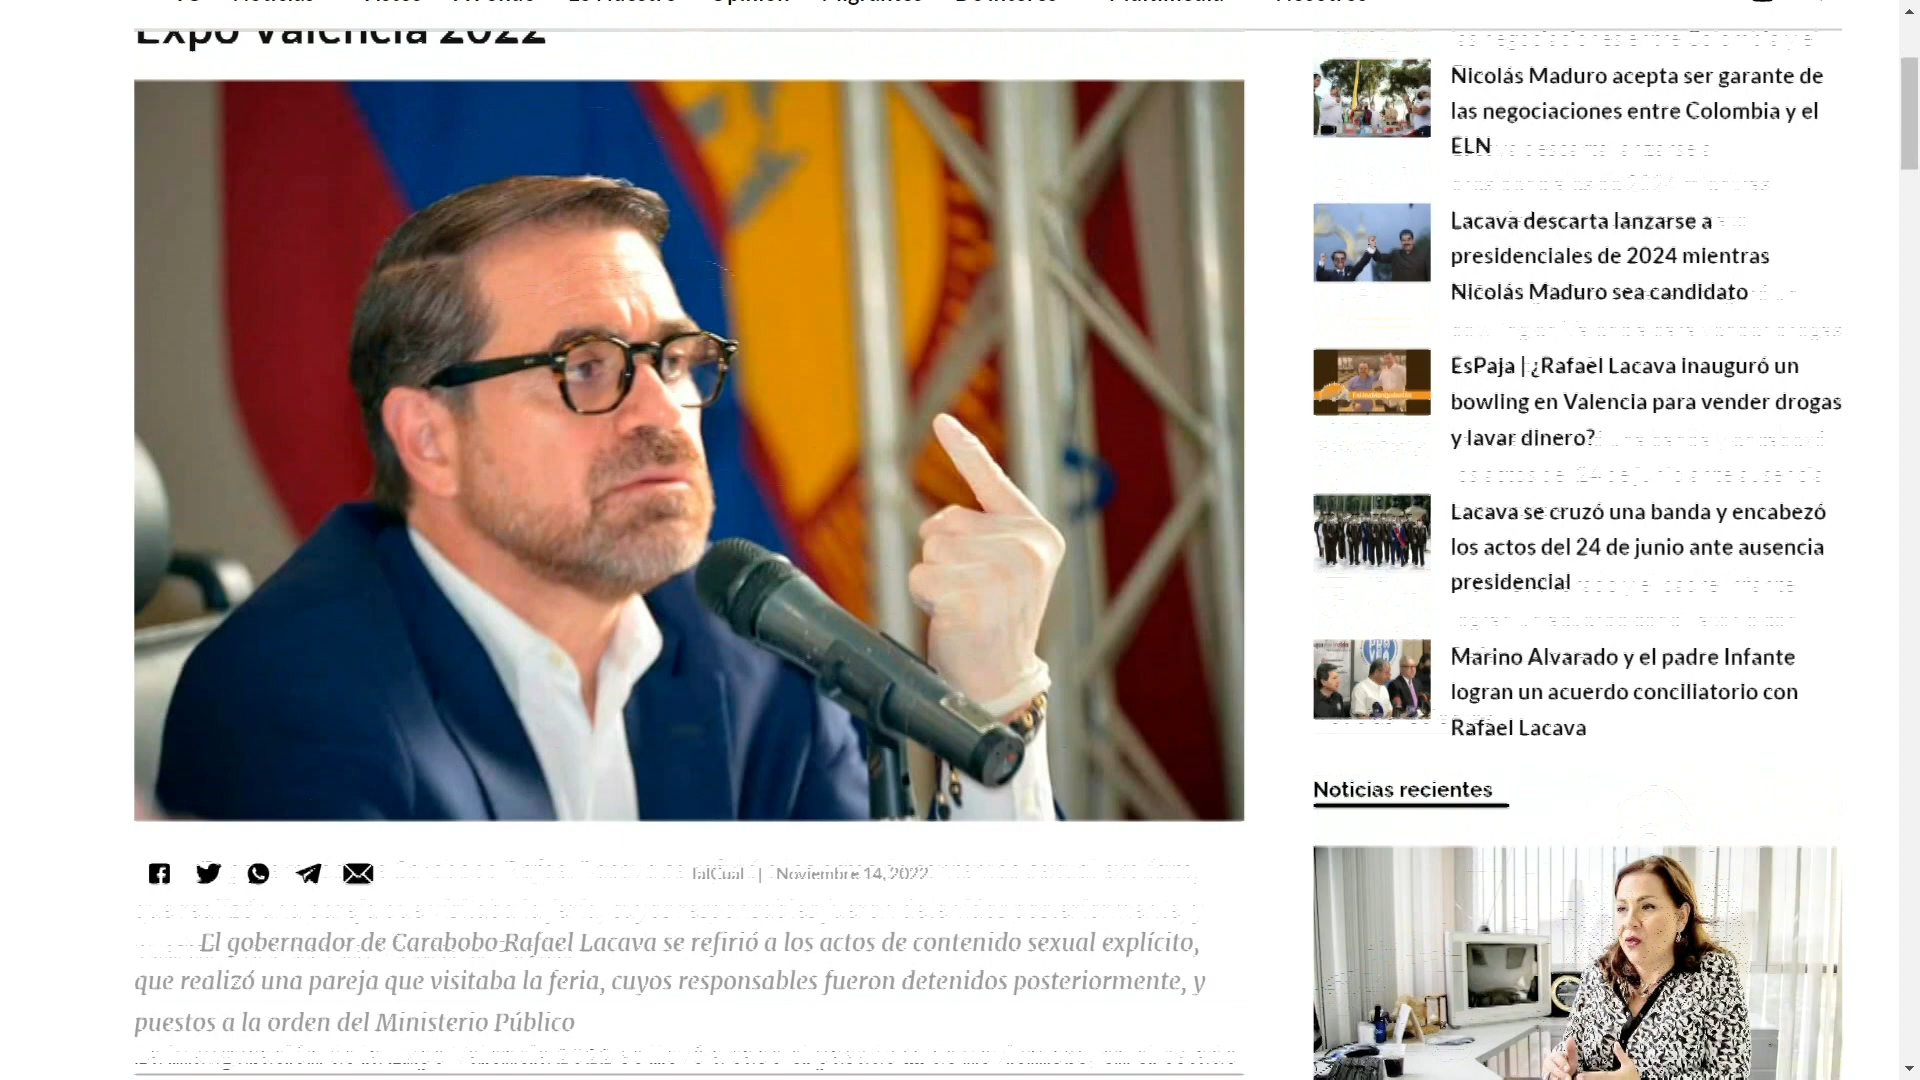 Expo Valencia 2022
TalCual | Noviembre 14, 2022
El gobernador de Carabobo Rafael Lacava se refirió a los actos de contenido sexual explícito,
que realizó una pareja que visitaba la feria, cuyos responsables fueron detenidos posteriormente, y
puestos a la orden del Ministerio Público
Nicolás Maduro acepta ser garante de
las negociaciones entre Colombia y el
ELN
Lacava descarta lanzarse a
presidenciales de 2024 mientras
Nicolás Maduro sea candidato
EsPaja | ¿Rafael Lacava inauguró un
bowling en Valencia para vender drogas
y lavar dinero?
Lacava se cruzó una banda y encabezó
los actos del 24 de junio ante ausencia
presidencial
Marino Alvarado y el padre Infante
logran un acuerdo conciliatorio con
Rafael Lacava
Noticias recientes